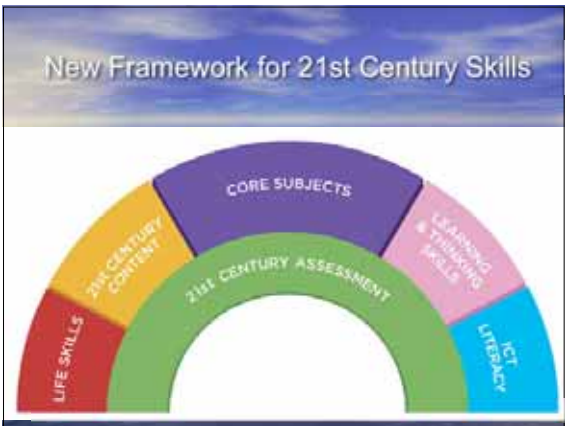 New Framework for 21st Century Skills
CORE SUBJECTS
21st CENTURY
CONTENT
LEARNING
& THINKING
SKILLS
21st CENTURY ASSESSMENT
LIFE SKILLS
ICT
LITERACY